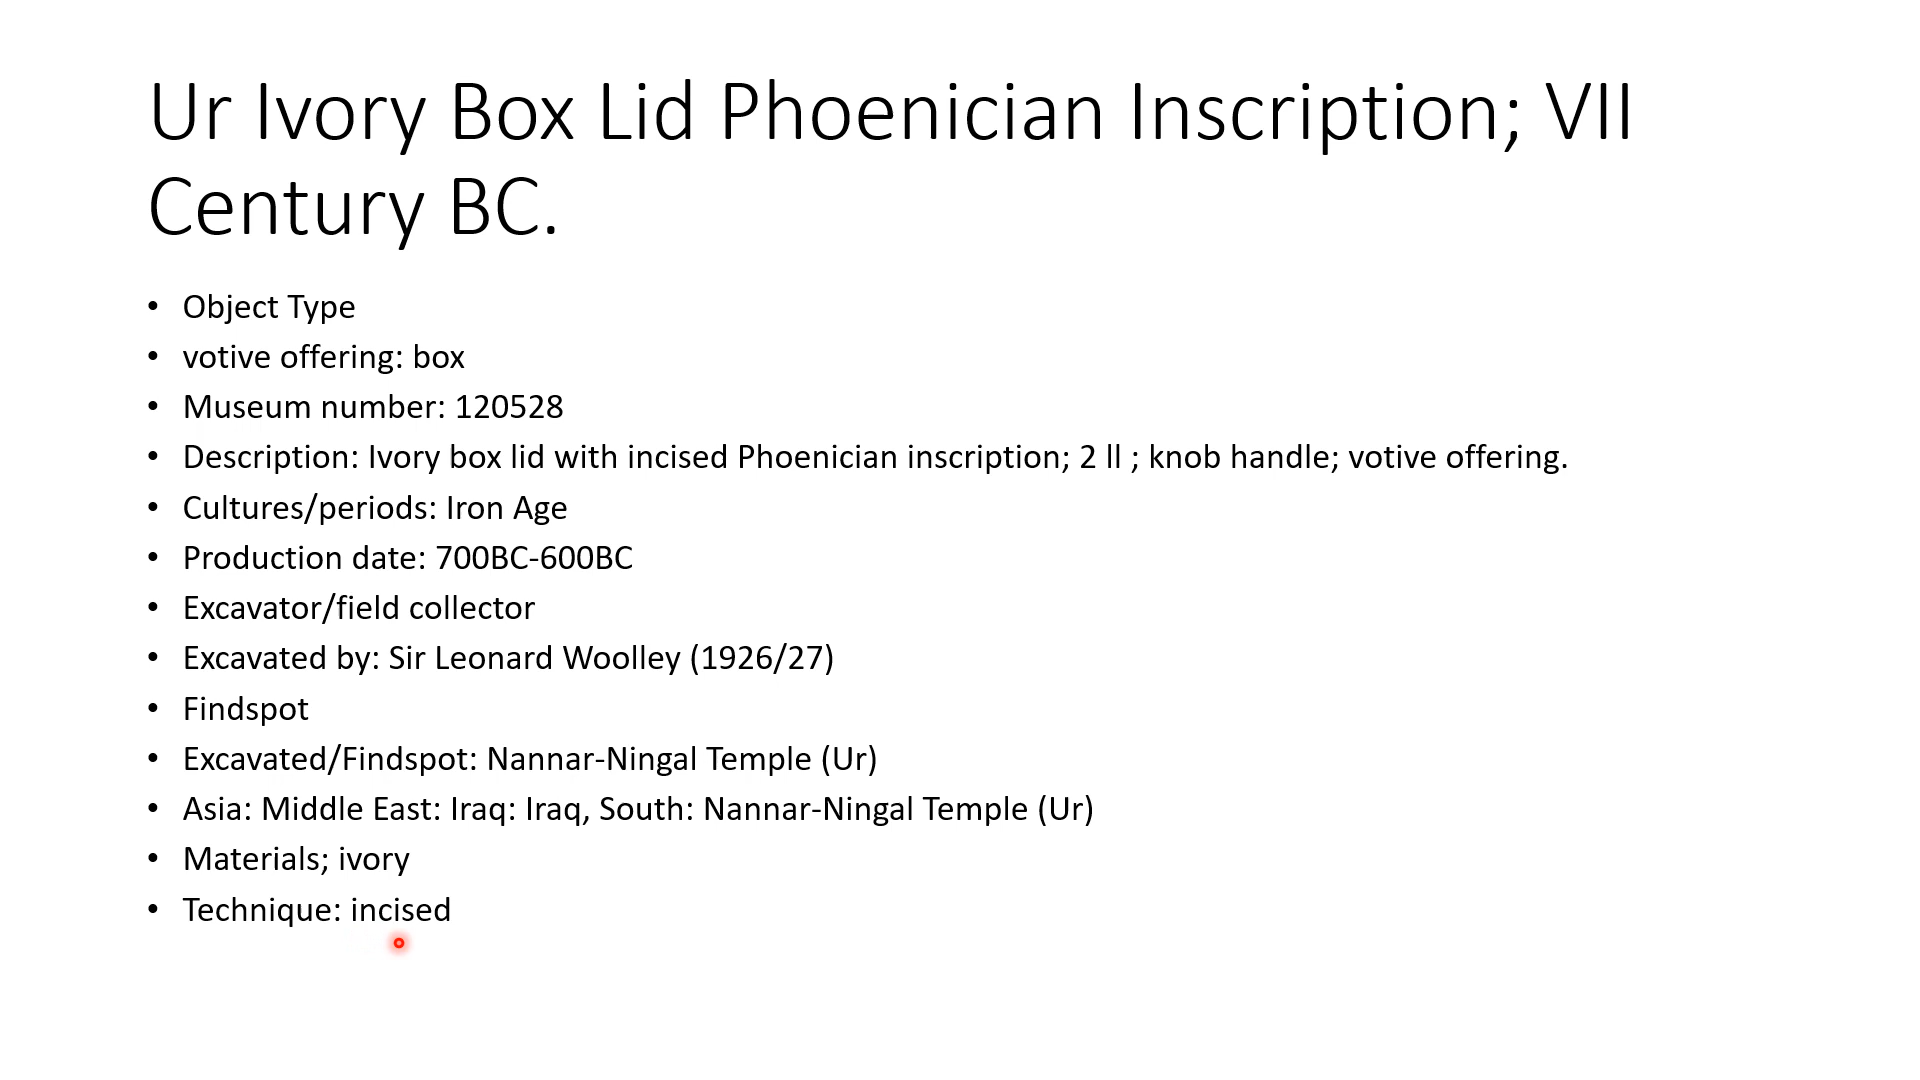 Ur Ivory Box Lid Phoenician Inscription; VII
Century BC.
• Object Type
• votive offering: box
• Museum number: 120528
• Description: Ivory box lid with incised Phoenician inscription; 2 ll ; knob handle; votive offering.
• Cultures/periods: Iron Age
• Production date: 700BC-600BC
• Excavator/field collector
• Excavated by: Sir Leonard Woolley (1926/27)
• Findspot
• Excavated/Findspot: Nannar-Ningal Temple (Ur)
• Asia: Middle East: Iraq: Iraq, South: Nannar-Ningal Temple (Ur)
• Materials; ivory
• Technique: incised